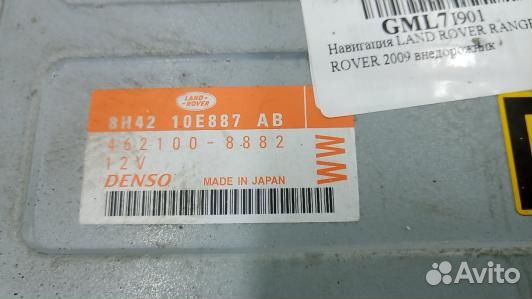 GML71901
Навигация LAND ROVER RANGE
ROVER 2009 внедорожник
LAND-
ROVER
8H42 10E887 AB
462100-8882
12V
DENSO MADE IN JAPAN
WW
Avito